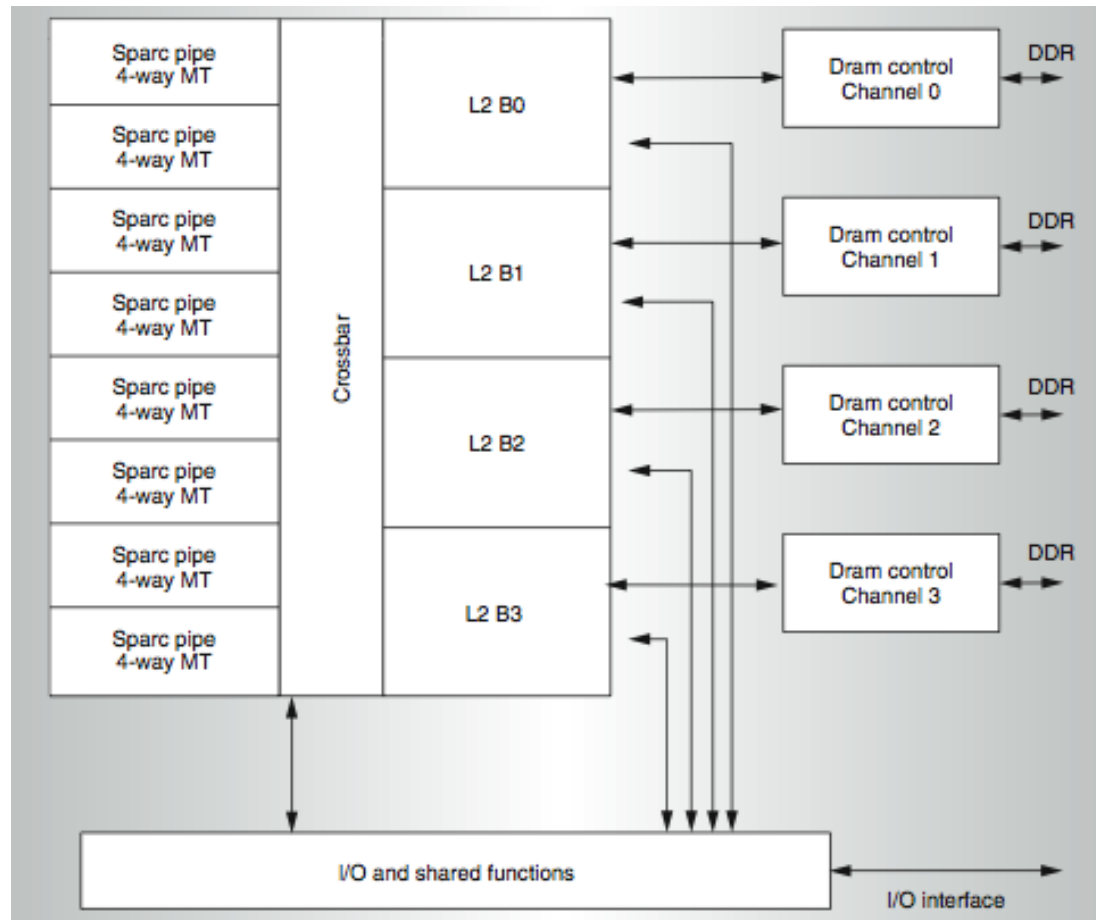 Sparc pipe
4-way MT
Sparc pipe
4-way MT
Sparc pipe
4-way MT
Sparc pipe
4-way MT
Sparc pipe
4-way MT
Sparc pipe
4-way MT
Sparc pipe
4-way MT
Sparc pipe
4-way MT
Crossbar
L2 B0
L2 B1
L2 B2
L2 B3
Dram control
Channel 0
DDR
Dram control
Channel 1
DDR
Dram control
Channel 2
DDR
Dram control
Channel 3
DDR
I/O and shared functions
I/O interface